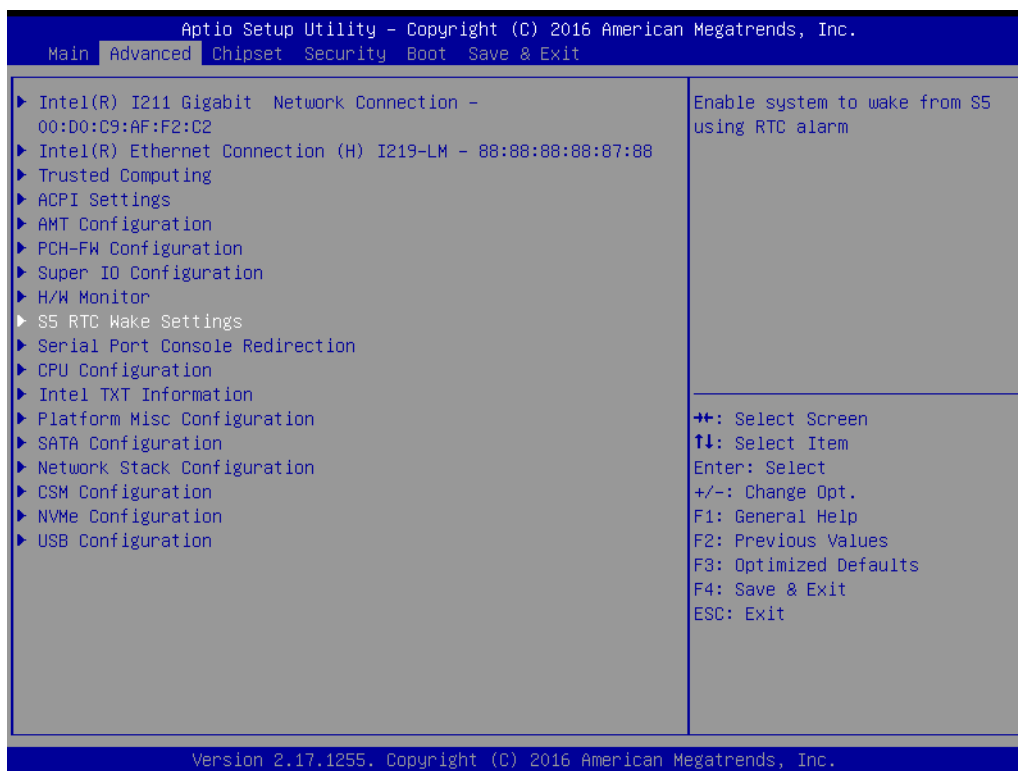 Aptio Setup Utility – Copyright (C) 2016 American Megatrends, Inc.
Main Advanced Chipset Security Boot Save & Exit
▶ Intel(R) I211 Gigabit Network Connection –
00:D0:C9:AF:F2:C2
▶ Intel(R) Ethernet Connection (H) I219–LM – 88:88:88:88:87:88
▶ Trusted Computing
▶ ACPI Settings
▶ AMT Configuration
▶ PCH–FW Configuration
▶ Super IO Configuration
▶ H/W Monitor
▶ S5 RTC Wake Settings
▶ Serial Port Console Redirection
▶ CPU Configuration
▶ Intel TXT Information
▶ Platform Misc Configuration
▶ SATA Configuration
▶ Network Stack Configuration
▶ CSM Configuration
▶ NVMe Configuration
▶ USB Configuration
Enable system to wake from S5
using RTC alarm
→←: Select Screen
↑↓: Select Item
Enter: Select
+/–: Change Opt.
F1: General Help
F2: Previous Values
F3: Optimized Defaults
F4: Save & Exit
ESC: Exit
Version 2.17.1255. Copyright (C) 2016 American Megatrends, Inc.